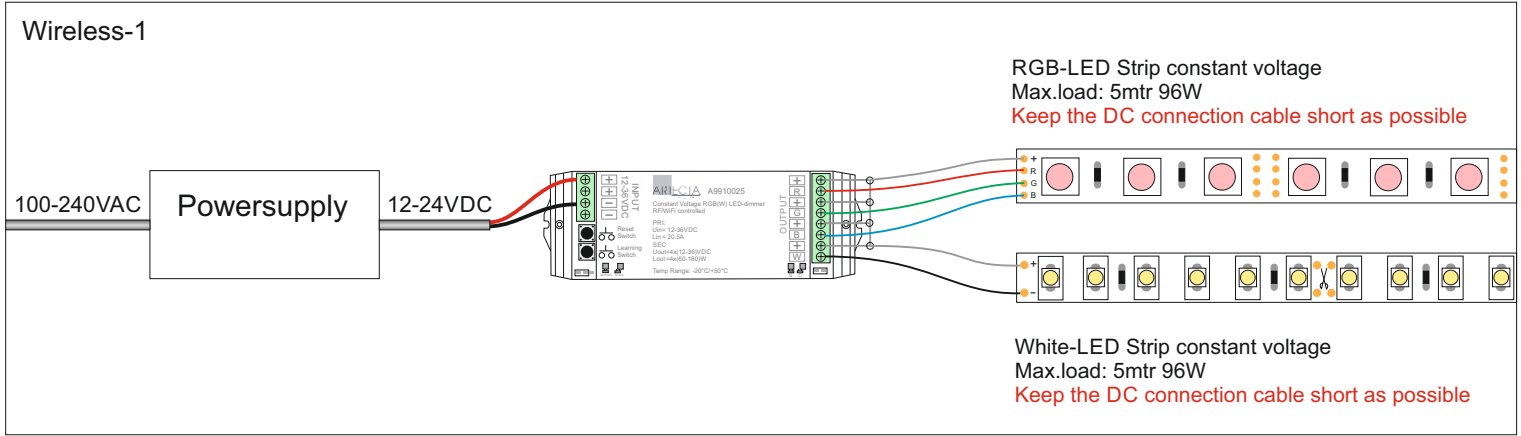 Wireless-1
100-240VAC
Powersupply
12-24VDC
+
+
−
−
INPUT
12-36VDC
Reset
Switch
Learning
Switch
A9910025
Constant Voltage RGB(W) LED-dimmer
RF/WiFi controlled
PRI:
Uin= 12-36VDC
Lin = 20.5A
SEC
Uout=4x(12-36)VDC
Lout=4x(60-180)W
Temp Range: -20°C/+50°C
OUTPUT
+
R
+
G
+
B
+
W
RGB-LED Strip constant voltage
Max.load: 5mtr 96W
Keep the DC connection cable short as possible
+
R
G
B
+
−
White-LED Strip constant voltage
Max.load: 5mtr 96W
Keep the DC connection cable short as possible